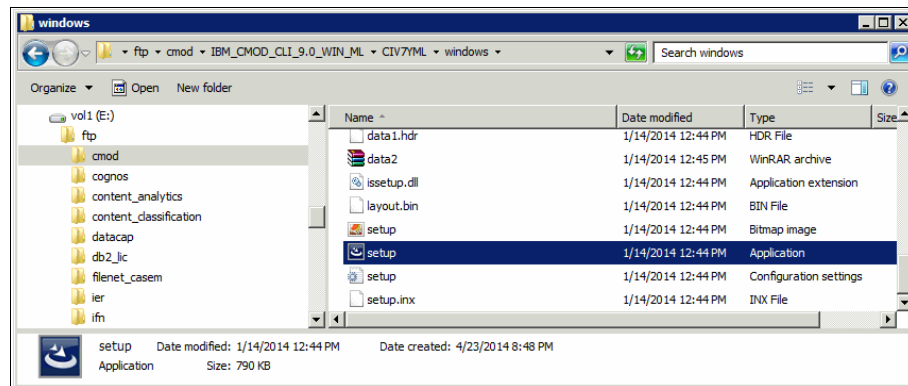 windows
ftp cmod IBM_CMOD_CLI_9.0_WIN_ML CIV7YML windows
Search windows
Organize Open New folder
vol1 (E:)
ftp
cmod
cognos
content_analytics
content_classification
datacap
db2_lic
filenet_casem
ier
ifn
Name Date modified Type Size
data1.hdr 1/14/2014 12:44 PM HDR File
data2 1/14/2014 12:45 PM WinRAR archive
issetup.dll 1/14/2014 12:44 PM Application extension
layout.bin 1/14/2014 12:44 PM BIN File
setup 1/14/2014 12:44 PM Bitmap image
setup 1/14/2014 12:44 PM Application
setup 1/14/2014 12:44 PM Configuration settings
setup.inx 1/14/2014 12:44 PM INX File
setup Date modified: 1/14/2014 12:44 PM Date created: 4/23/2014 8:48 PM
Application Size: 790 KB